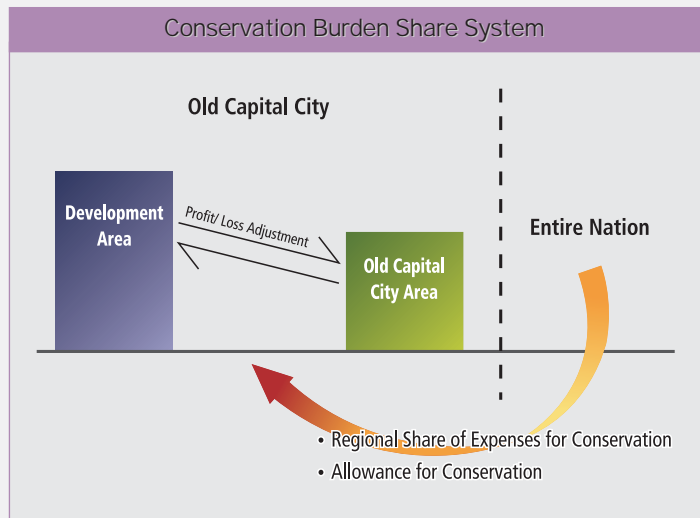 Conservation Burden Share System
Old Capital City
Development
Area
Profit/ Loss Adjustment
Old Capital
City Area
Entire Nation
• Regional Share of Expenses for Conservation
• Allowance for Conservation